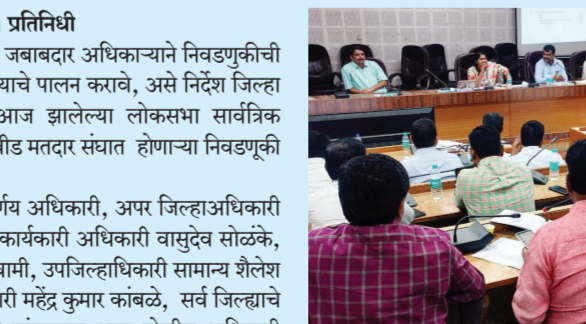 प्रतिनिधी
जबाबदार अधिकाऱ्याने निवडणुकीची
याचे पालन करावे, असे निर्देश जिल्हा
आज झालेल्या लोकसभा सार्वत्रिक
ीड मतदार संघात होणाऱ्या निवडणूकी
र्णय अधिकारी, अपर जिल्हाअधिकारी
कार्यकारी अधिकारी वासुदेव सोळंके,
वामी, उपजिल्हाधिकारी सामान्य शैलेश
ारी महेंद्र कुमार कांबळे, सर्व जिल्ह्याचे